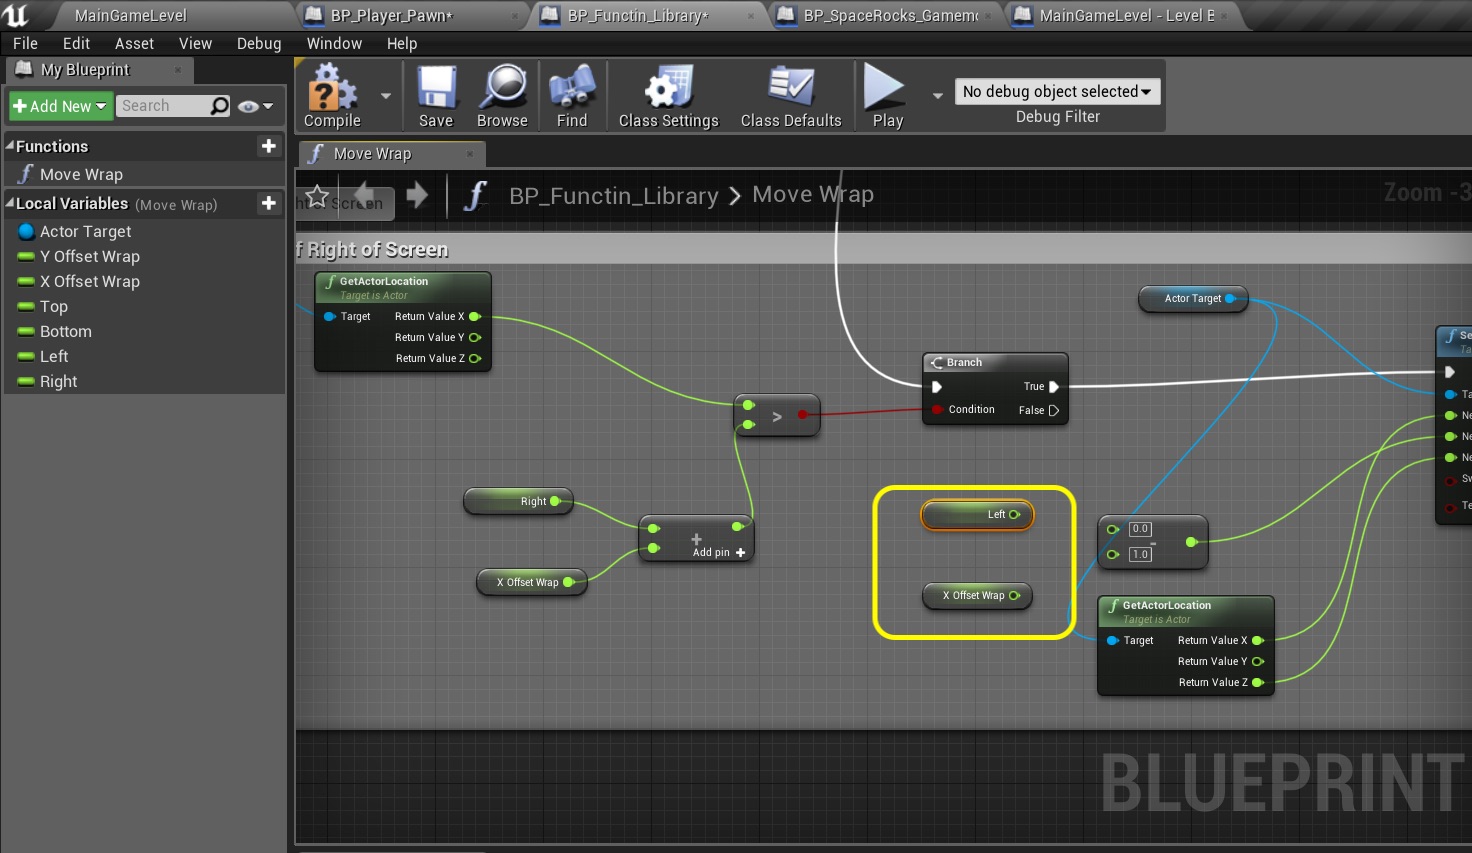 MainGameLevel
BP_Player_Pawn*
BP_Functin_Library*
BP_SpaceRocks_Gamem
MainGameLevel - Level B
File Edit Asset View Debug Window Help
My Blueprint
Add New
Search
Functions
Move Wrap
Local Variables (Move Wrap)
Actor Target
Y Offset Wrap
X Offset Wrap
Top
Bottom
Left
Right
Compile
Save
Browse
Find
Class Settings
Class Defaults
Play
No debug object selected
Debug Filter
Move Wrap
BP_Functin_Library > Move Wrap
Zoom -3
f Right of Screen
GetActorLocation
Target is Actor
Target
Return Value X
Return Value Y
Return Value Z
>
Branch
True
Condition
False
Actor Target
Right
X Offset Wrap
+
Add pin +
Left
X Offset Wrap
0.0
1.0
-
GetActorLocation
Target is Actor
Target
Return Value X
Return Value Y
Return Value Z
Se
Ta
Ta
Ne
Ne
Ne
Sw
Te
BLUEPRINT